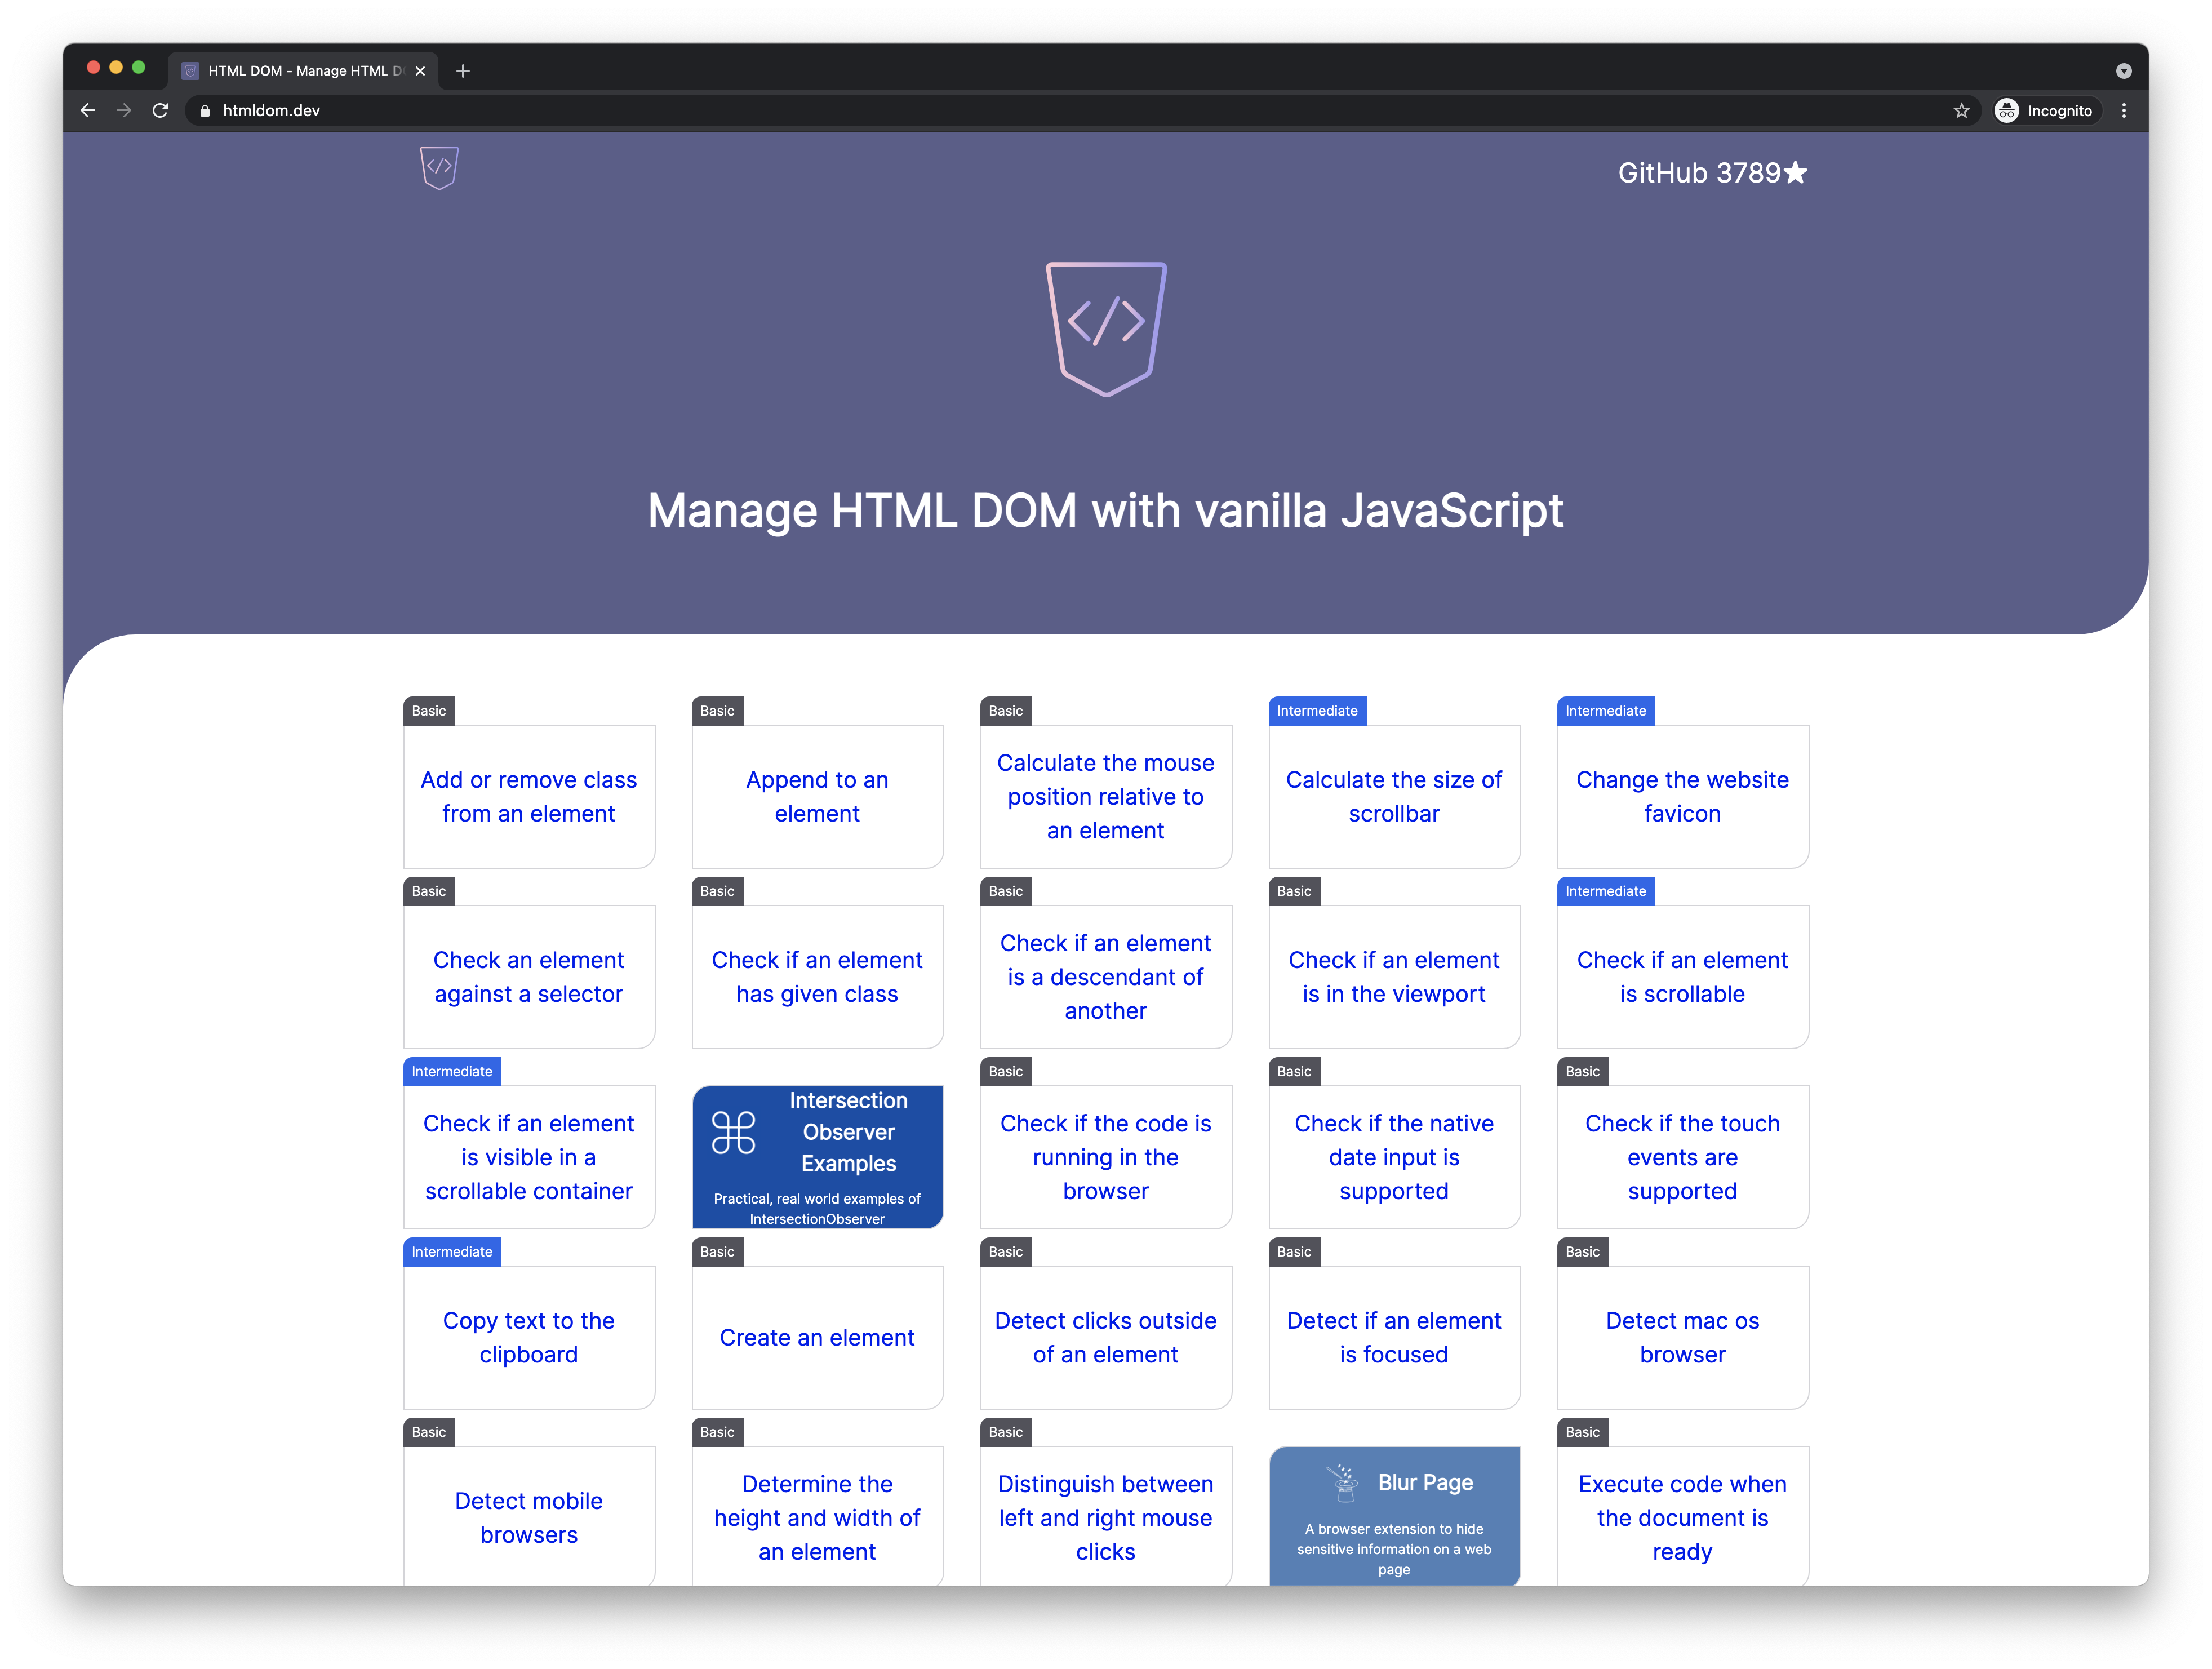 HTML DOM - Manage HTML D
htmldom.dev
Incognito
GitHub 3789★
</>
Manage HTML DOM with vanilla JavaScript
Basic
Add or remove class
from an element
Basic
Append to an
element
Basic
Calculate the mouse
position relative to
an element
Intermediate
Calculate the size of
scrollbar
Intermediate
Change the website
favicon
Basic
Check an element
against a selector
Basic
Check if an element
has given class
Basic
Check if an element
is a descendant of
another
Basic
Check if an element
is in the viewport
Intermediate
Check if an element
is scrollable
Intermediate
Check if an element
is visible in a
scrollable container
Intersection
Observer
Examples
Practical, real world examples of
IntersectionObserver
Basic
Check if the code is
running in the
browser
Basic
Check if the native
date input is
supported
Basic
Check if the touch
events are
supported
Intermediate
Copy text to the
clipboard
Basic
Create an element
Basic
Detect clicks outside
of an element
Basic
Detect if an element
is focused
Basic
Detect mac os
browser
Basic
Detect mobile
browsers
Basic
Determine the
height and width of
an element
Basic
Distinguish between
left and right mouse
clicks
Blur Page
A browser extension to hide
sensitive information on a web
page
Basic
Execute code when
the document is
ready